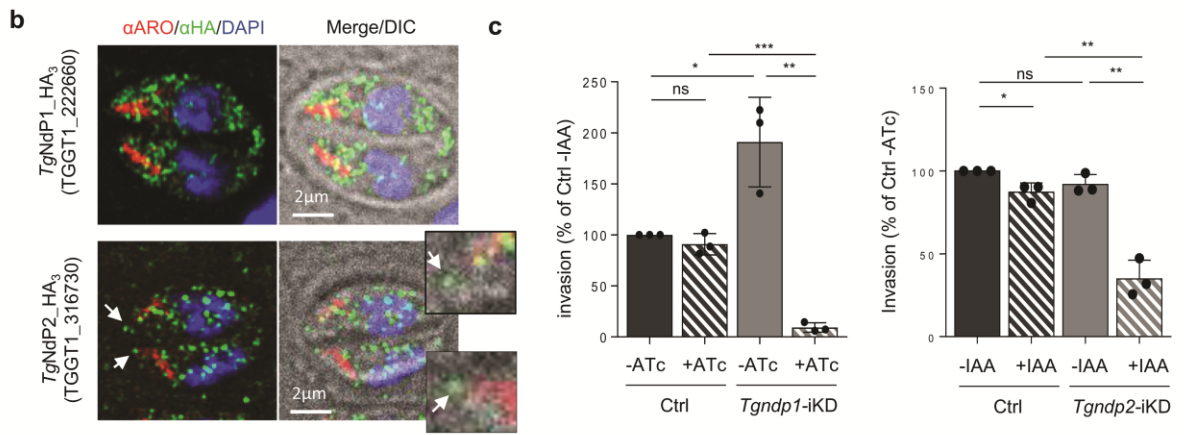 b
αARO/αHA/DAPI
Merge/DIC
TgNdP1_HA3
(TGGT1_222660)
2μm
TgNdP2_HA3
(TGGT1_316730)
2μm
c
invasion (% of Ctrl -IAA)
250
200
150
100
50
0
***
*
**
ns
-ATc +ATc -ATc +ATc
Ctrl Tgndp1-iKD
Invasion (% of Ctrl -ATc)
150
100
50
0
**
ns
**
*
-IAA +IAA -IAA +IAA
Ctrl Tgndp2-iKD